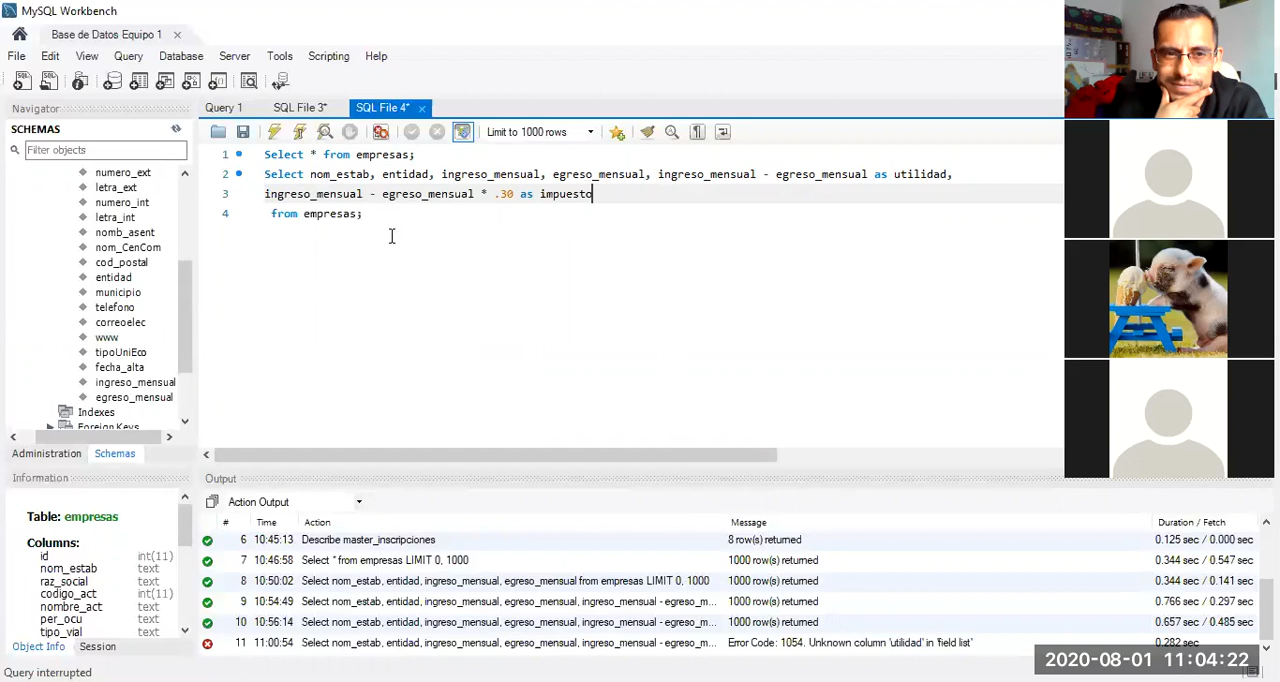 MySQL Workbench
Base de Datos Equipo 1 ×
File Edit View Query Database Server Tools Scripting Help
Navigator
SCHEMAS
Filter objects
numero_ext
letra_ext
numero_int
letra_int
nomb_asent
nom_CenCom
cod_postal
entidad
municipio
telefono
correoelec
www
tipoUniEco
fecha_alta
ingreso_mensual
egreso_mensual
Indexes
Foreign Keys
Administration Schemas
Information
Table: empresas
Columns:
id int(11)
nom_estab text
raz_social text
codigo_act int(11)
nombre_act text
per_ocu text
tipo_vial text
Object Info Session
Query interrupted
Query 1 SQL File 3* SQL File 4* ×
Limit to 1000 rows
1 Select * from empresas;
2 Select nom_estab, entidad, ingreso_mensual, egreso_mensual, ingreso_mensual - egreso_mensual as utilidad,
3 ingreso_mensual - egreso_mensual * .30 as impuesto
4 from empresas;
Output
Action Output
# Time Action Message Duration / Fetch
6 10:45:13 Describe master_inscripciones 8 row(s) returned 0.125 sec / 0.000 sec
7 10:46:58 Select * from empresas LIMIT 0, 1000 1000 row(s) returned 0.344 sec / 0.547 sec
8 10:50:02 Select nom_estab, entidad, ingreso_mensual, egreso_mensual from empresas LIMIT 0, 1000 1000 row(s) returned 0.344 sec / 0.141 sec
9 10:54:49 Select nom_estab, entidad, ingreso_mensual, egreso_mensual, ingreso_mensual - egreso_m... 1000 row(s) returned 0.766 sec / 0.297 sec
10 10:56:14 Select nom_estab, entidad, ingreso_mensual, egreso_mensual, ingreso_mensual - egreso_m... 1000 row(s) returned 0.657 sec / 0.485 sec
11 11:00:54 Select nom_estab, entidad, ingreso_mensual, egreso_mensual, ingreso_mensual - egreso_m... Error Code: 1054. Unknown column 'utilidad' in 'field list' 0.282 sec
2020-08-01 11:04:22